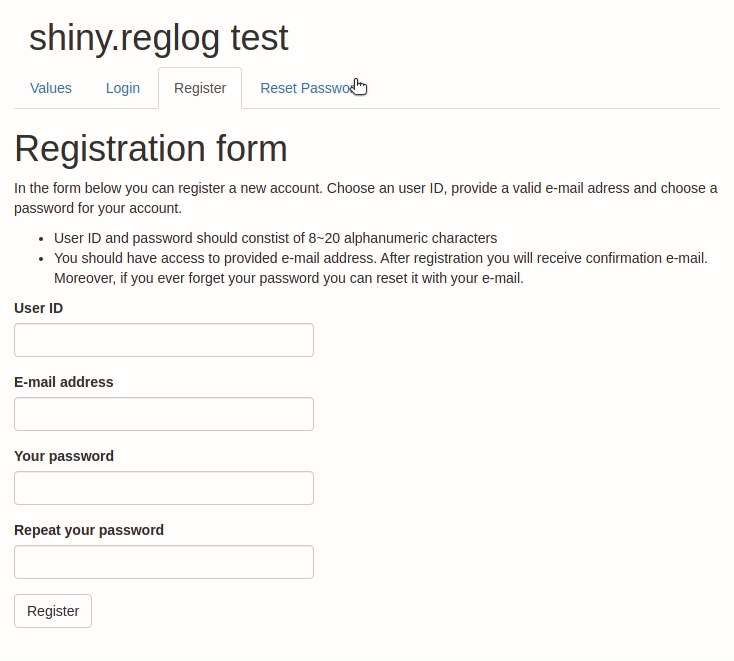 shiny.reglog test
Values Login Register Reset Passwo
Registration form
In the form below you can register a new account. Choose an user ID, provide a valid e-mail adress and choose a
password for your account.
• User ID and password should constist of 8~20 alphanumeric characters
• You should have access to provided e-mail address. After registration you will receive confirmation e-mail.
Moreover, if you ever forget your password you can reset it with your e-mail.
User ID
E-mail address
Your password
Repeat your password
Register